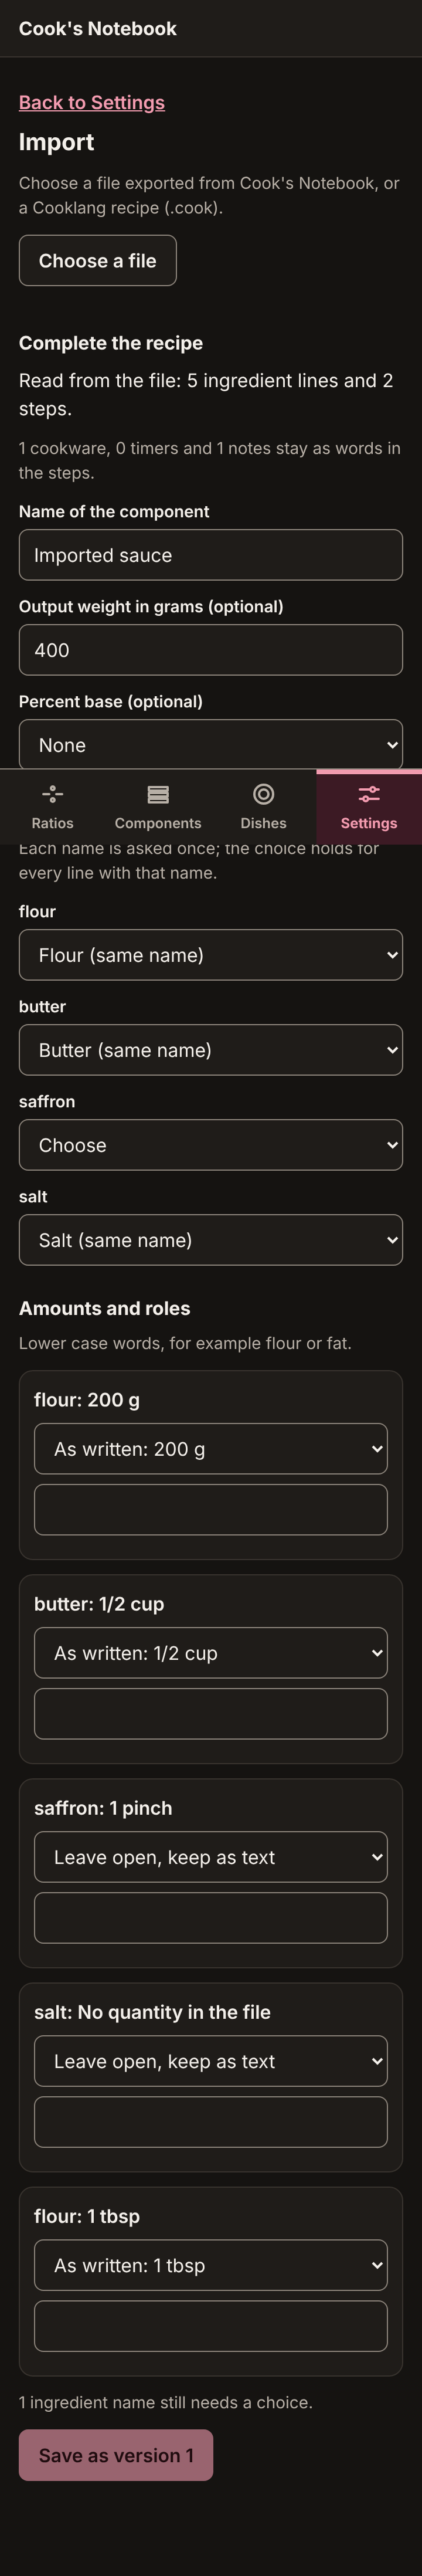 Cook's Notebook
Back to Settings
Import
Choose a file exported from Cook's Notebook, or
a Cooklang recipe (.cook).
Choose a file
Complete the recipe
Read from the file: 5 ingredient lines and 2
steps.
1 cookware, 0 timers and 1 notes stay as words in
the steps.
Name of the component
Imported sauce
Output weight in grams (optional)
400
Percent base (optional)
None
Ratios
Components
Dishes
Settings
Each name is asked once; the choice holds for
every line with that name.
flour
Flour (same name)
butter
Butter (same name)
saffron
Choose
salt
Salt (same name)
Amounts and roles
Lower case words, for example flour or fat.
flour: 200 g
As written: 200 g
butter: 1/2 cup
As written: 1/2 cup
saffron: 1 pinch
Leave open, keep as text
salt: No quantity in the file
Leave open, keep as text
flour: 1 tbsp
As written: 1 tbsp
1 ingredient name still needs a choice.
Save as version 1